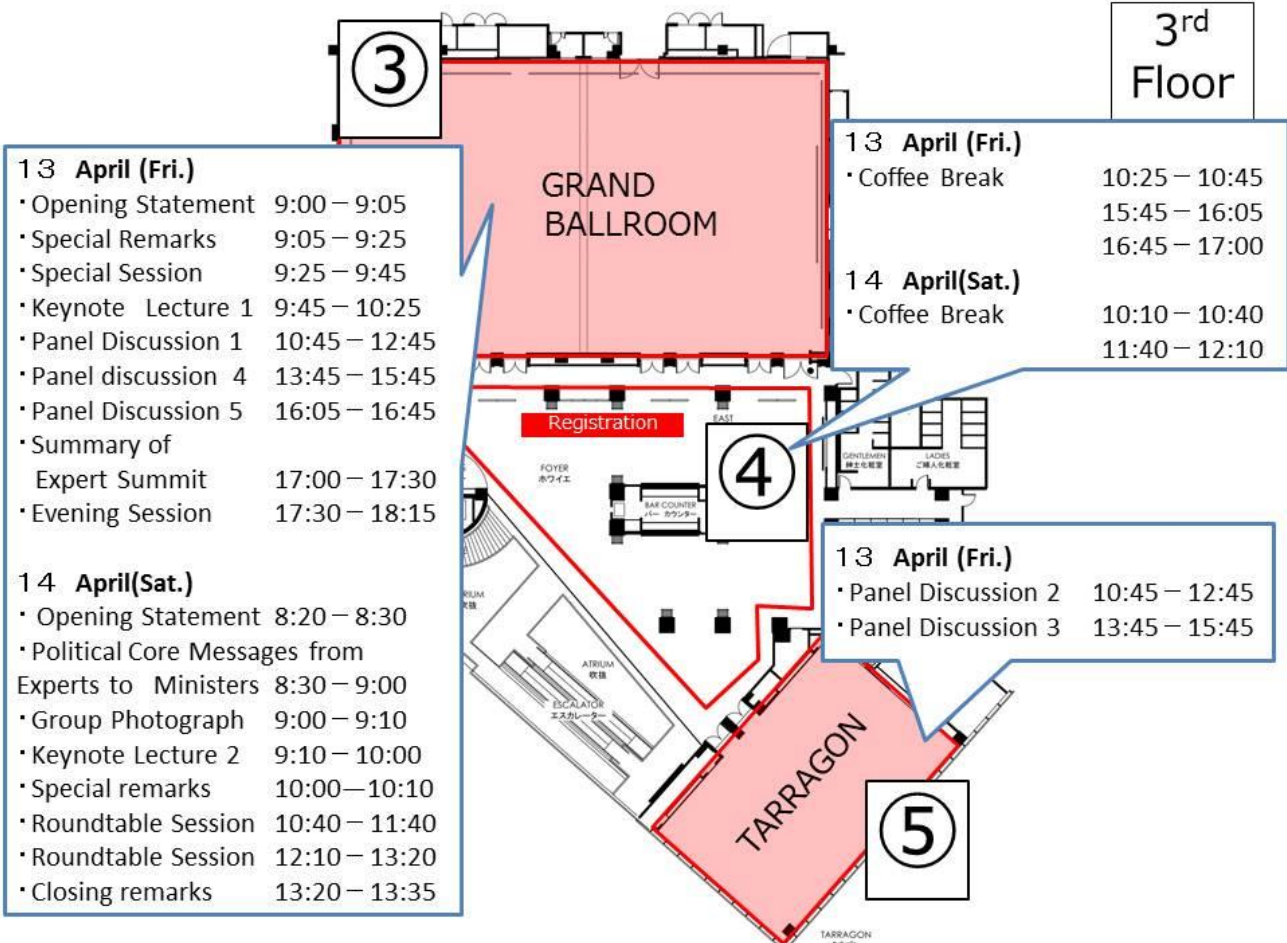 3rd
Floor
③
GRAND
BALLROOM
13 April (Fri.)
・Opening Statement 9:00－9:05
・Special Remarks 9:05－9:25
・Special Session 9:25－9:45
・Keynote Lecture 1 9:45－10:25
・Panel Discussion 1 10:45－12:45
・Panel discussion 4 13:45－15:45
・Panel Discussion 5 16:05－16:45
・Summary of
Expert Summit 17:00－17:30
・Evening Session 17:30－18:15
14 April(Sat.)
・ Opening Statement 8:20－8:30
・Political Core Messages from
Experts to Ministers 8:30－9:00
・Group Photograph 9:00－9:10
・Keynote Lecture 2 9:10－10:00
・Special remarks 10:00—10:10
・Roundtable Session 10:40－11:40
・Roundtable Session 12:10－13:20
・Closing remarks 13:20－13:35
13 April (Fri.)
・Coffee Break 10:25－10:45
15:45－16:05
16:45－17:00
14 April(Sat.)
・Coffee Break 10:10－10:40
11:40－12:10
Registration
EAST
FOYER
ホワイエ
④
BAR COUNTER
バー カウンター
GENTLEMEN
紳士化粧室
LADIES
ご婦人化粧室
13 April (Fri.)
・Panel Discussion 2 10:45－12:45
・Panel Discussion 3 13:45－15:45
RIUM
吹抜
ATRIUM
吹抜
ESCALATOR
エスカレーター
TARRAGON
⑤
TARRAGON